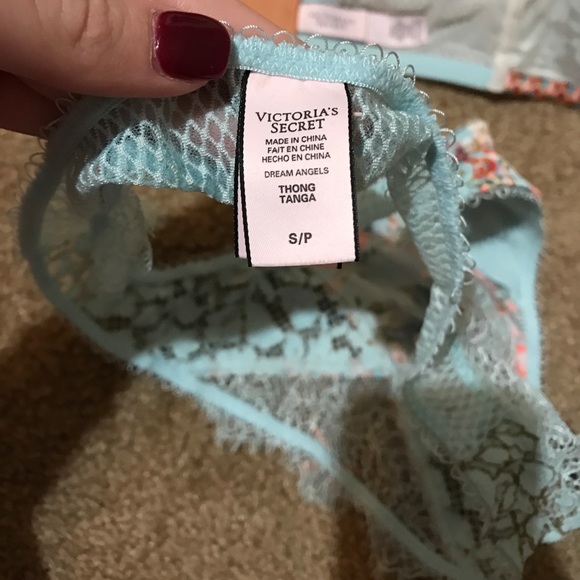 VICTORIA'S
SECRET
MADE IN CHINA
FAIT EN CHINE
HECHO EN CHINA
DREAM ANGELS
THONG
TANGA
S/P